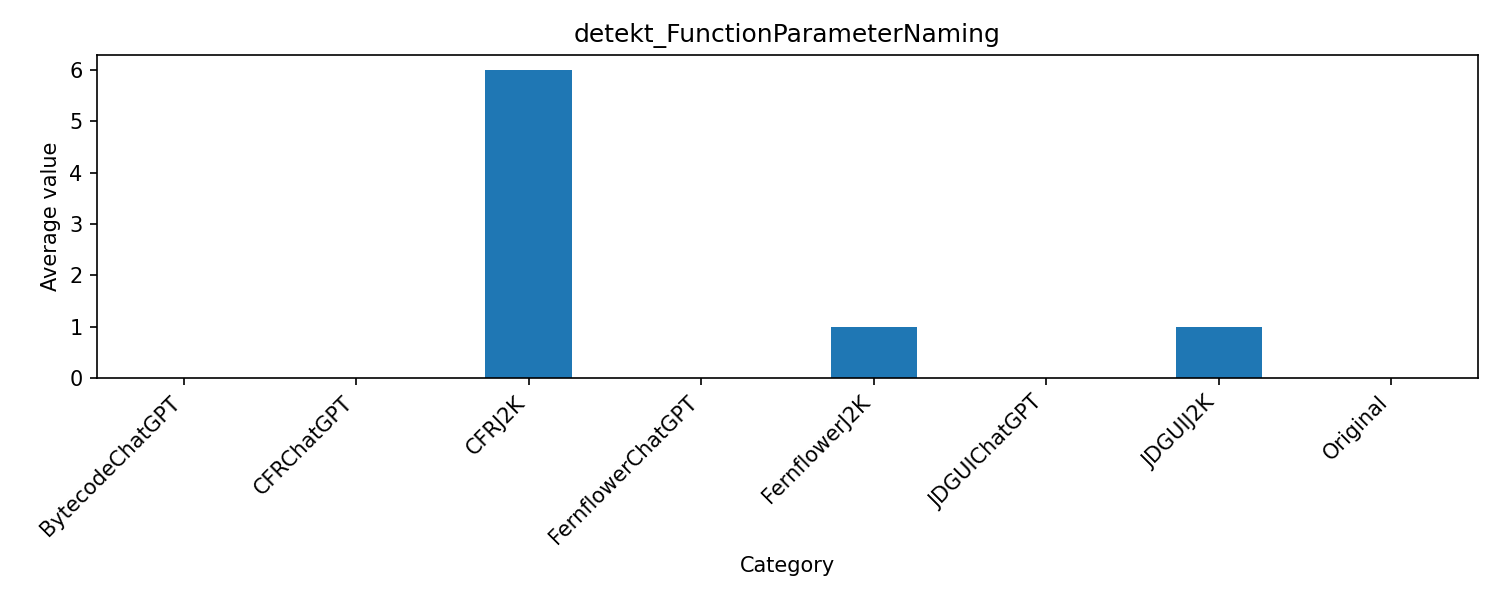 detekt_FunctionParameterNaming
Average value
6
5
4
3
2
1
0
BytecodeChatGPT
CFRChatGPT
CFRJ2K
FernflowerChatGPT
FernflowerJ2K
JDGUIChatGPT
JDGUIJ2K
Original
Category